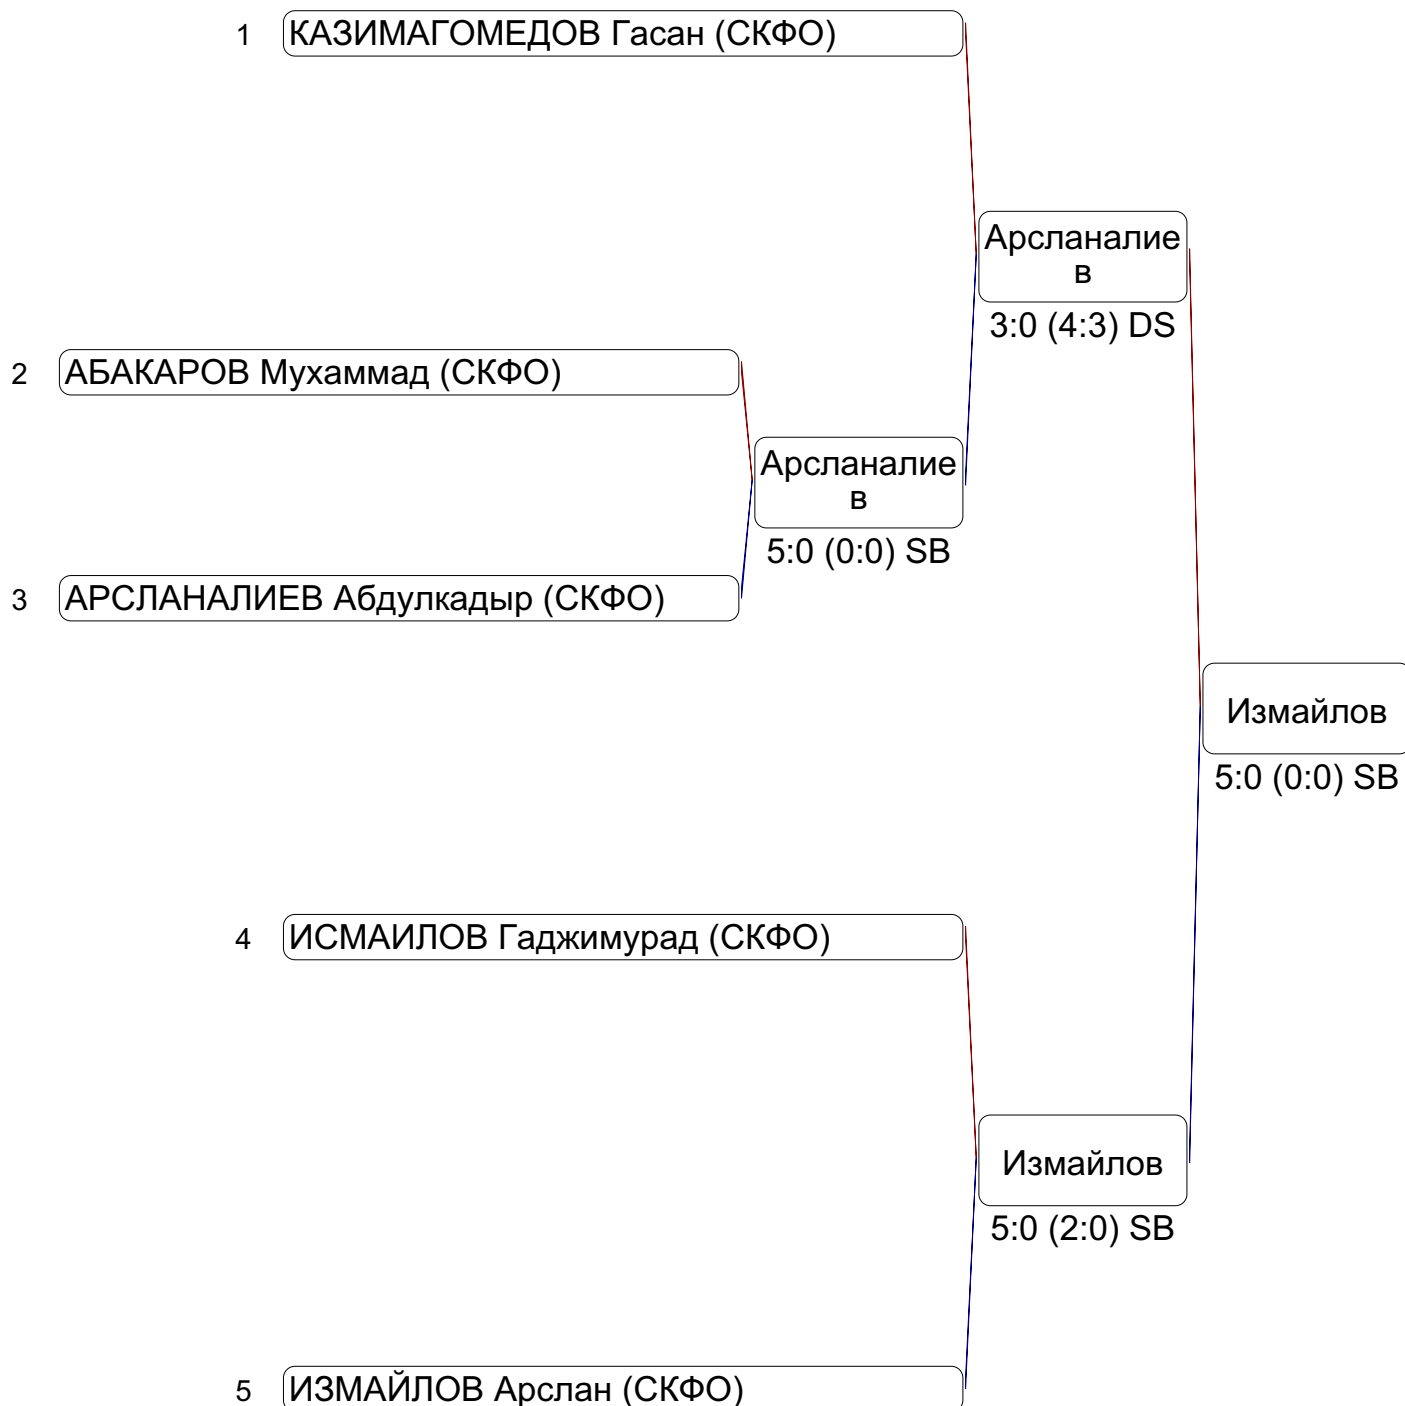 1 КАЗИМАГОМЕДОВ Гасан (СКФО)
Арсланалие
в
3:0 (4:3) DS
2 АБАКАРОВ Мухаммад (СКФО)
Арсланалие
в
5:0 (0:0) SB
3 АРСЛАНАЛИЕВ Абдулкадыр (СКФО)
Измайлов
5:0 (0:0) SB
4 ИСМАИЛОВ Гаджимурад (СКФО)
Измайлов
5:0 (2:0) SB
5 ИЗМАЙЛОВ Арслан (СКФО)